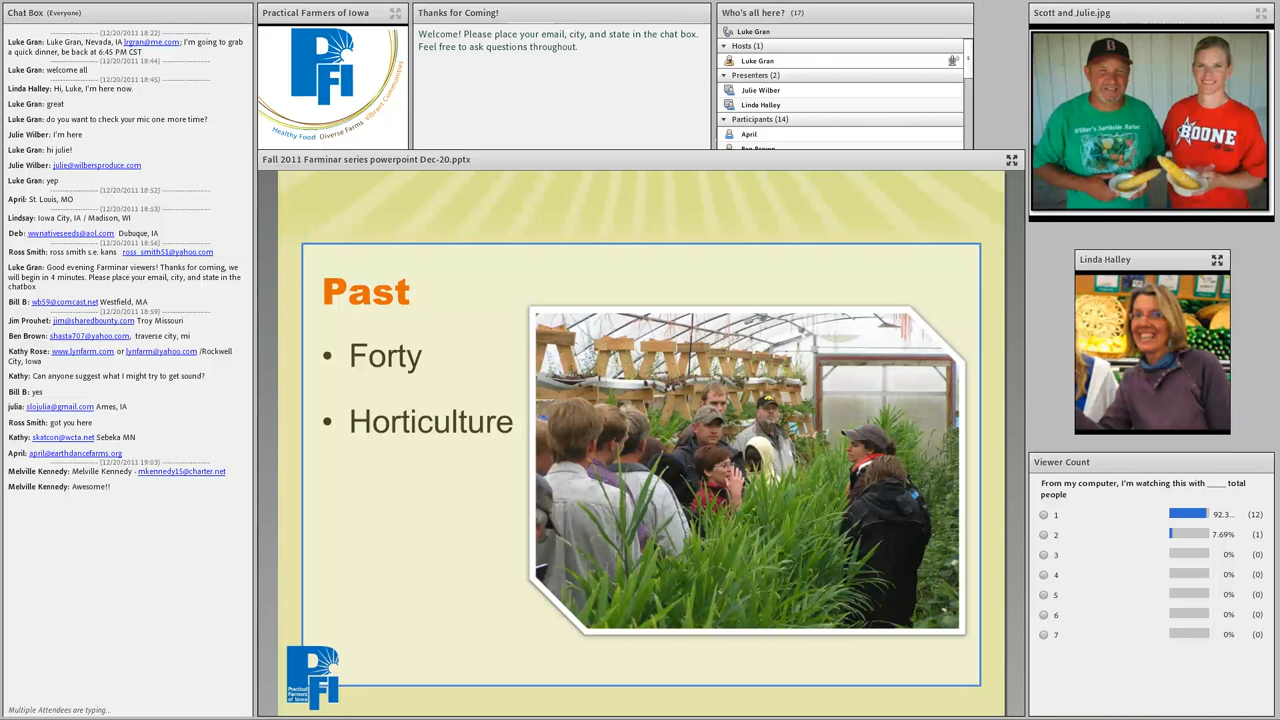 Chat Box (Everyone)
------------------ (12/20/2011 18:22) ------------------
Luke Gran: Luke Gran, Nevada, IA lrgran@me.com; I'm going to grab
a quick dinner, be back at 6:45 PM CST
------------------ (12/20/2011 18:44) ------------------
Luke Gran: welcome all
------------------ (12/20/2011 18:45) ------------------
Linda Halley: Hi, Luke, I'm here now.
Luke Gran: great
Luke Gran: do you want to check your mic one more time?
Julie Wilber: I'm here
Luke Gran: hi julie!
Julie Wilber: julie@wilbersproduce.com
Luke Gran: yep
------------------ (12/20/2011 18:52) ------------------
April: St. Louis, MO
------------------ (12/20/2011 18:53) ------------------
Lindsay: Iowa City, IA / Madison, WI
Deb: wwnativeseeds@aol.com Dubuque, IA
------------------ (12/20/2011 18:56) ------------------
Ross Smith: ross smith s.e. kans ross_smith51@yahoo.com
Luke Gran: Good evening Farminar viewers! Thanks for coming, we
will begin in 4 minutes. Please place your email, city, and state in the
chatbox
Bill B: wb59@comcast.net Westfield, MA
------------------ (12/20/2011 18:59) ------------------
Jim Prouhet: jim@sharedbounty.com Troy Missouri
Ben Brown: shasta707@yahoo.com, traverse city, mi
Kathy Rose: www.lynfarm.com or lynfarm@yahoo.com /Rockwell
City, Iowa
Kathy: Can anyone suggest what I might try to get sound?
Bill B: yes
julia: slojulia@gmail.com Ames, IA
Ross Smith: got you here
Kathy: skatcon@wcta.net Sebeka MN
April: april@earthdancefarms.org
------------------ (12/20/2011 19:03) ------------------
Melville Kennedy: Melville Kennedy - mkennedy15@charter.net
Melville Kennedy: Awesome!!
Multiple Attendees are typing...
Practical Farmers of Iowa
PFI
Healthy Food Diverse Farms Vibrant Communities
Thanks for Coming!
Welcome! Please place your email, city, and state in the chat box.
Feel free to ask questions throughout.
Who's all here? (17)
Luke Gran
Hosts (1)
Luke Gran
Presenters (2)
Julie Wilber
Linda Halley
Participants (14)
April
Ben Brown
Fall 2011 Farminar series powerpoint Dec-20.pptx
Past
• Forty
• Horticulture
PFI
Practical
Farmers
of Iowa
Scott and Julie.jpg
Wilber's Northside Market
BOONE
Linda Halley
Viewer Count
From my computer, I'm watching this with ____ total
people
1 92.3... (12)
2 7.69% (1)
3 0% (0)
4 0% (0)
5 0% (0)
6 0% (0)
7 0% (0)